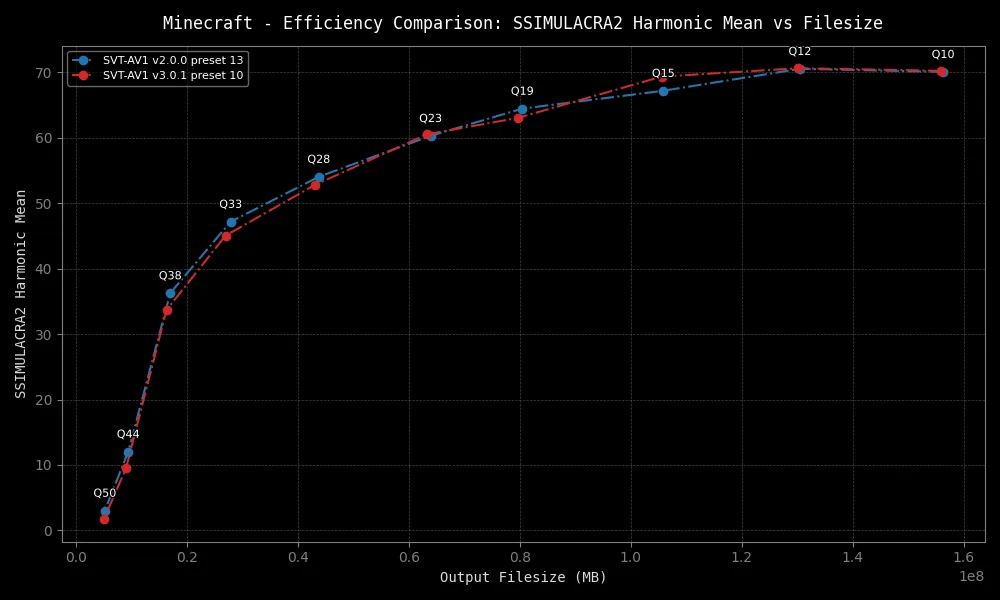 Minecraft - Efficiency Comparison: SSIMULACRA2 Harmonic Mean vs Filesize
SVT-AV1 v2.0.0 preset 13
SVT-AV1 v3.0.1 preset 10
Q12
Q10
Q15
Q19
Q23
Q28
Q33
Q38
Q44
Q50
70
60
50
40
30
20
10
0
SSIMULACRA2 Harmonic Mean
0.0 0.2 0.4 0.6 0.8 1.0 1.2 1.4 1.6
1e8
Output Filesize (MB)